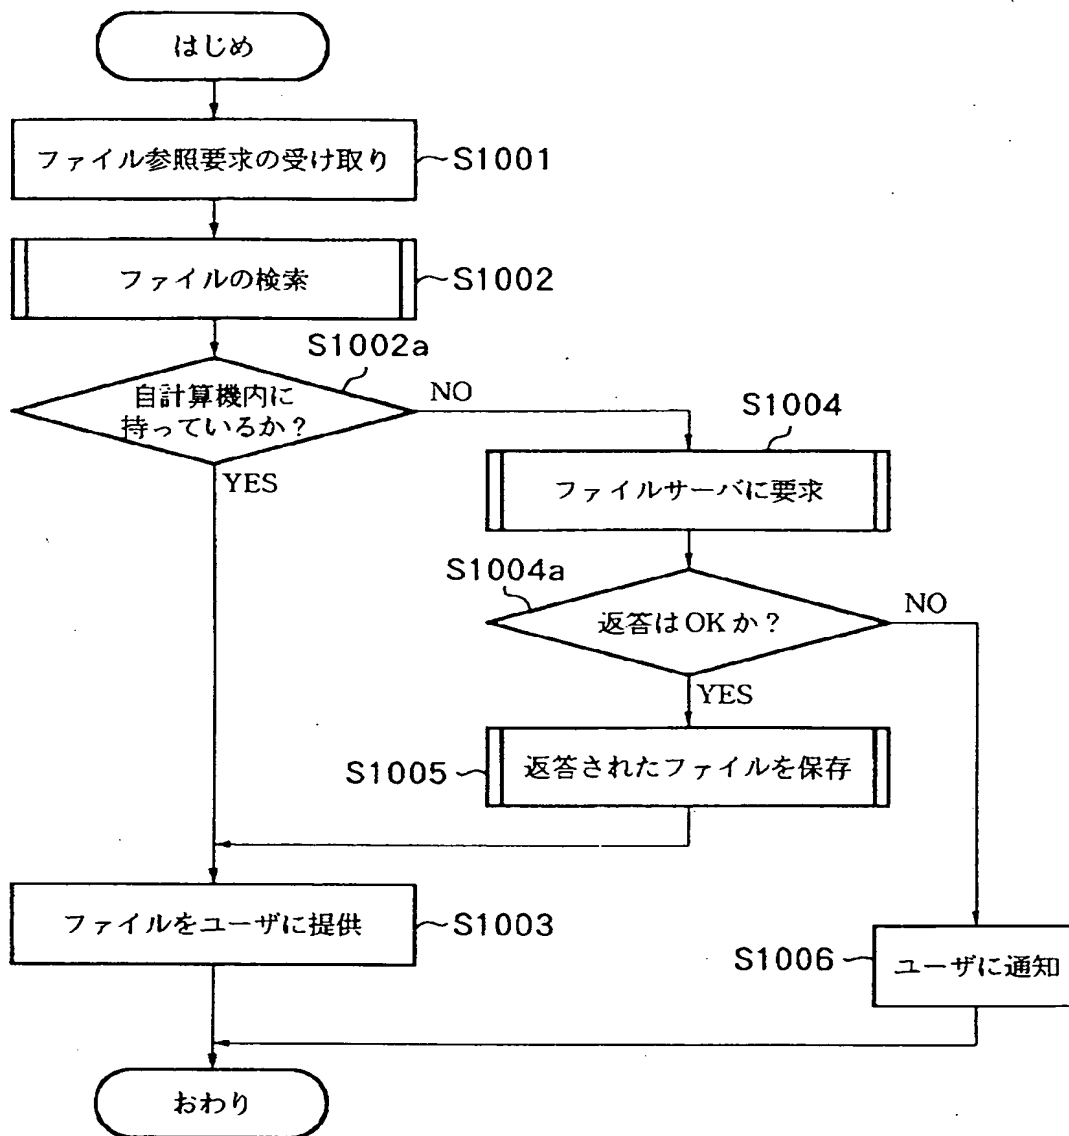 はじめ
ファイル参照要求の受け取り
S1001
ファイルの検索
S1002
S1002a
自計算機内に
持っているか？
NO
YES
S1004
ファイルサーバに要求
S1004a
返答はOKか？
NO
YES
S1005
返答されたファイルを保存
ファイルをユーザに提供
S1003
S1006
ユーザに通知
おわり